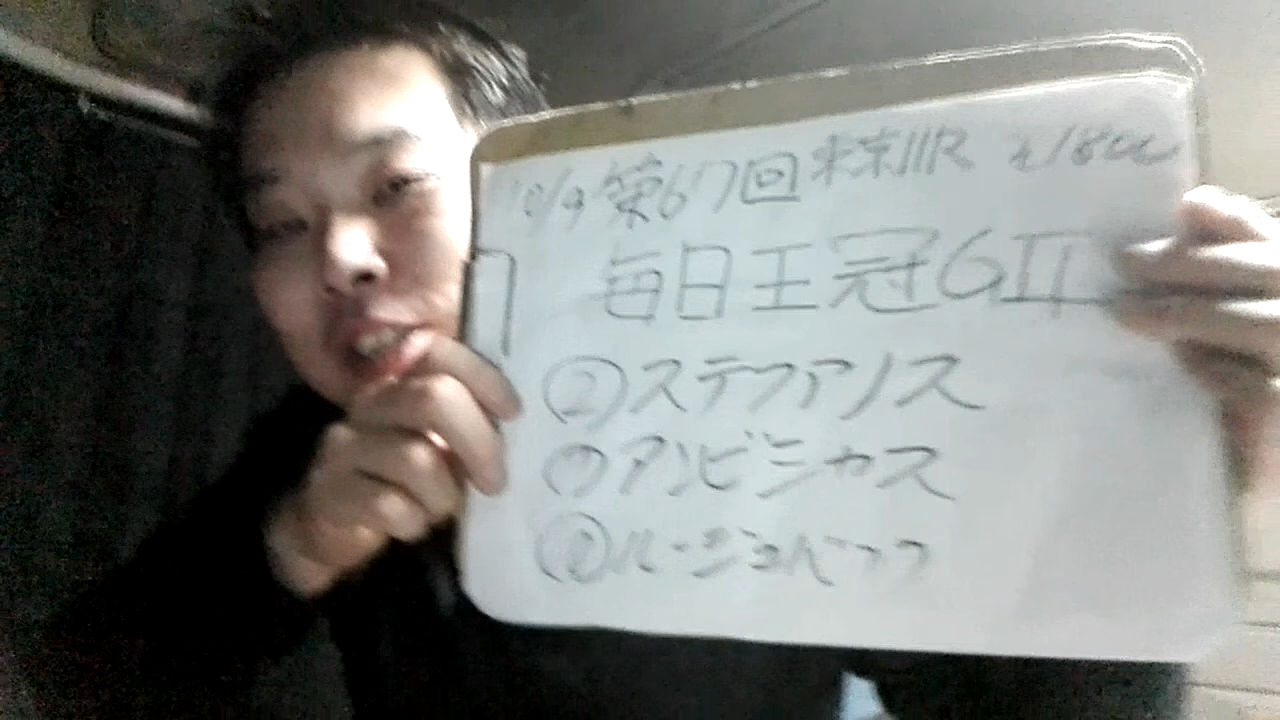 10/9 第67回 東京11R 芝1800
毎日王冠GII
②ステファノス
①アンビシャス
⑩ルージュバック